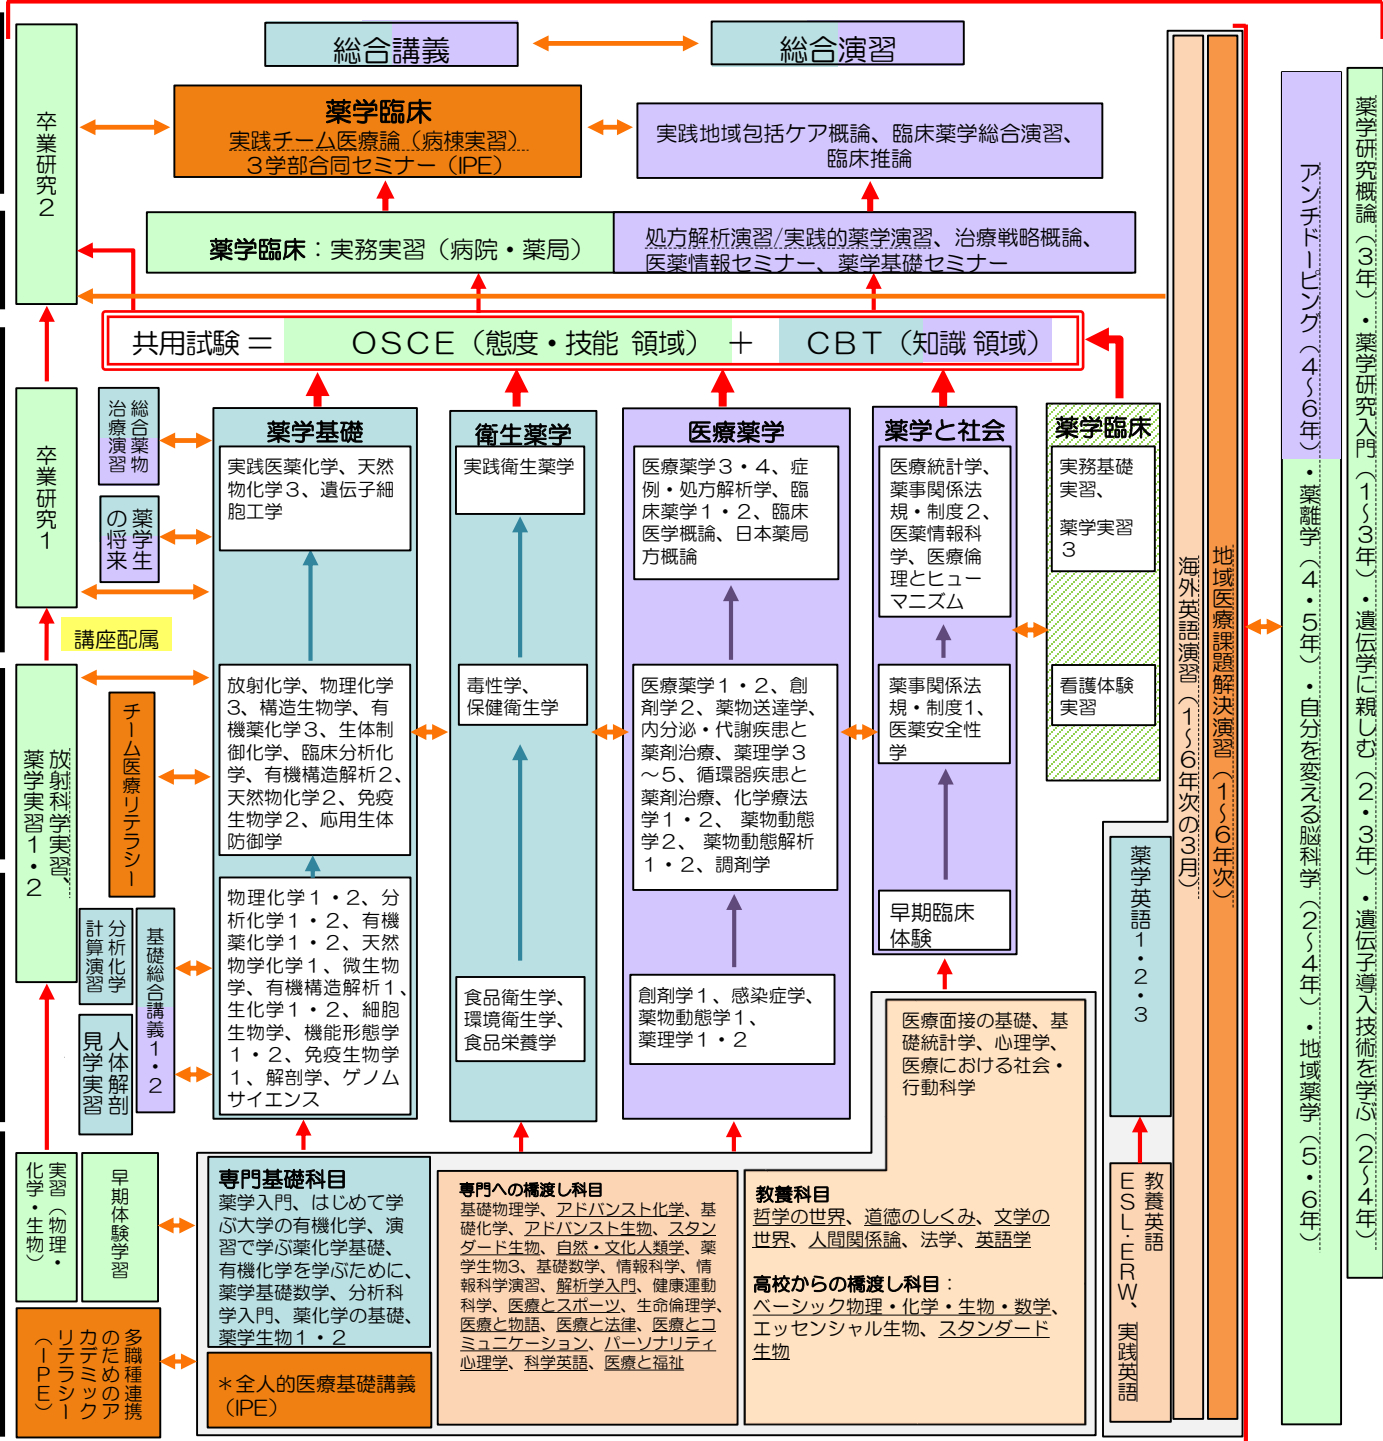 総合講義
総合演習
卒業研究２
薬学臨床
実践チーム医療論（病棟実習）
３学部合同セミナー（IPE）
実践地域包括ケア概論、臨床薬学総合演習、
臨床推論
薬学臨床：実務実習（病院・薬局）
処方解析演習/実践的薬学演習、治療戦略概論、
医薬情報セミナー、薬学基礎セミナー
共用試験＝ ＯＳＣＥ（態度・技能 領域） ＋ ＣＢＴ（知識 領域）
卒業研究１
総合薬物
治療演習
薬学生
の将来
講座配属
薬学基礎
実践医薬化学、天然
物化学３、遺伝子細
胞工学
放射化学、物理化学
３、構造生物学、有
機薬化学３、生体制
御化学、臨床分析化
学、有機構造解析２、
天然物化学２、免疫
生物学２、応用生体
防御学
物理化学１・２、分
析化学１・２、有機
薬化学１・２、天然
物学化学１、微生物
学、有機構造解析１、
生化学１・２、細胞
生物学、機能形態学
１・２、免疫生物学
１、解剖学、ゲノム
サイエンス
衛生薬学
実践衛生薬学
毒性学、
保健衛生学
食品衛生学、
環境衛生学、
食品栄養学
医療薬学
医療薬学３・４、症
例・処方解析学、臨
床薬学１・２、臨床
医学概論、日本薬局
方概論
医療薬学１・２、創
剤学２、薬物送達学、
内分泌・代謝疾患と
薬剤治療、薬理学３
～５、循環器疾患と
薬剤治療、化学療法
学１・２、 薬物動態
学２、 薬物動態解析
１・２、調剤学
創剤学１、感染症学、
薬物動態学１、
薬理学１・２
薬学と社会
医療統計学、
薬事関係法
規・制度２、
医薬情報科
学、医療倫
理とヒュー
マニズム
薬事関係法
規・制度１、
医薬安全性
学
早期臨床
体験
薬学臨床
実務基礎
実習、
薬学実習
３
看護体験
実習
放射科学実習、
薬学実習１・２
チーム医療リテラシー
分析化学
計算演習
基礎総合講義１・２
人体解剖
見学実習
実習（物理・
化学・生物）
早期体験学習
多職種連携
のためのア
カデミック
リテラシー
（ＩＰＥ）
専門基礎科目
薬学入門、はじめて学
ぶ大学の有機化学、演
習で学ぶ薬化学基礎、
有機化学を学ぶために、
薬学基礎数学、分析科
学入門、薬化学の基礎、
薬学生物１・２
＊全人的医療基礎講義
（IPE）
専門への橋渡し科目
基礎物理学、アドバンスト化学、基
礎化学、アドバンスト生物、スタン
ダード生物、自然・文化人類学、薬
学生物3、基礎数学、情報科学、情
報科学演習、解析学入門、健康運動
科学、医療とスポーツ、生命倫理学、
医療と物語、医療と法律、医療とコ
ミュニケーション、パーソナリティ
心理学、科学英語、医療と福祉
医療面接の基礎、基
礎統計学、心理学、
医療における社会・
行動科学
教養科目
哲学の世界、道徳のしくみ、文学の
世界、人間関係論、法学、英語学
高校からの橋渡し科目：
ベーシック物理・化学・生物・数学、
エッセンシャル生物、スタンダード
生物
薬学英語１・２・３
教養英語
ＥＳＬ・ＥＲＷ、実践英語
海外英語演習（１～６年次の３月）
地域医療課題解決演習（１～６年次）
アンチドーピング（４～６年）・薬離学（４・５年）・自分を変える脳科学（２～４年）・地域薬学（５・６年）
薬学研究概論（３年）・薬学研究入門（１～３年）・遺伝学に親しむ（２・３年）・遺伝子導入技術を学ぶ（２～４年）